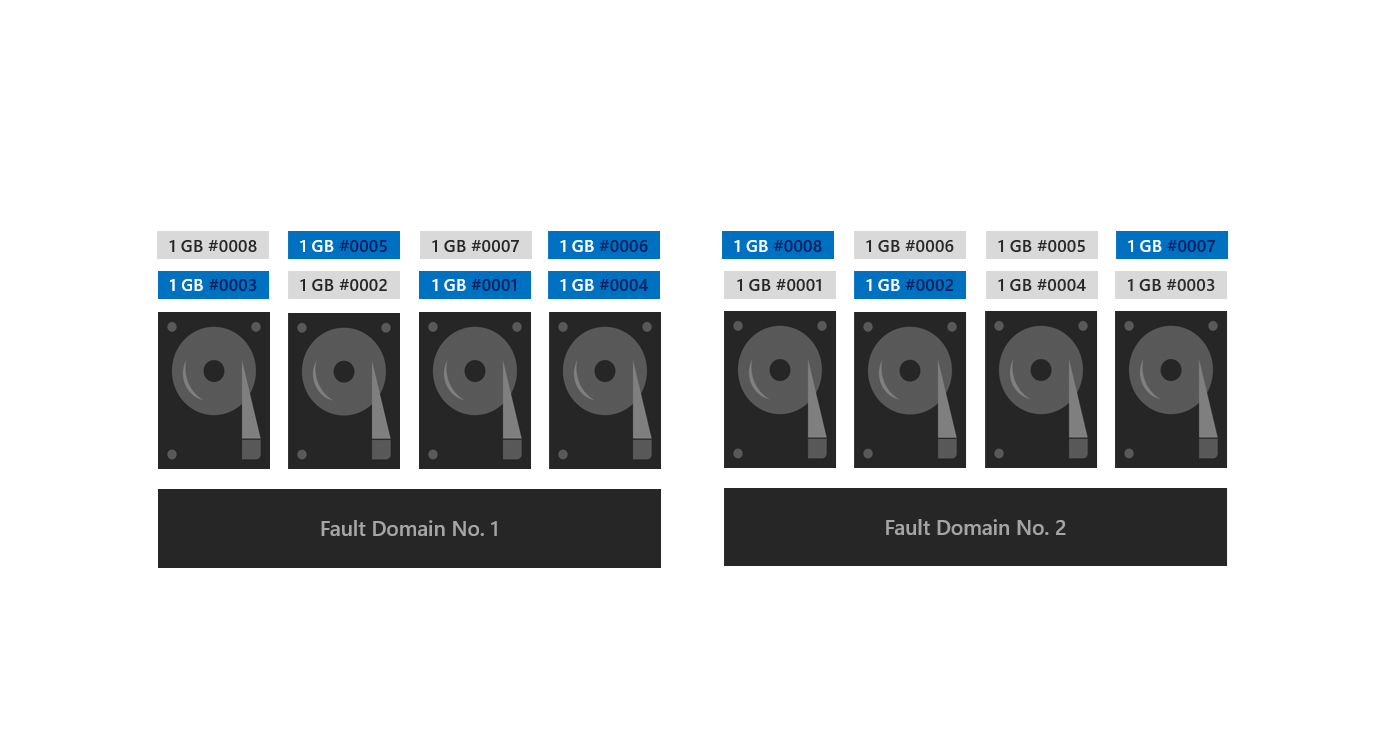 1 GB #0008
1 GB #0005
1 GB #0007
1 GB #0006
1 GB #0003
1 GB #0002
1 GB #0001
1 GB #0004
Fault Domain No. 1
1 GB #0008
1 GB #0006
1 GB #0005
1 GB #0007
1 GB #0001
1 GB #0002
1 GB #0004
1 GB #0003
Fault Domain No. 2